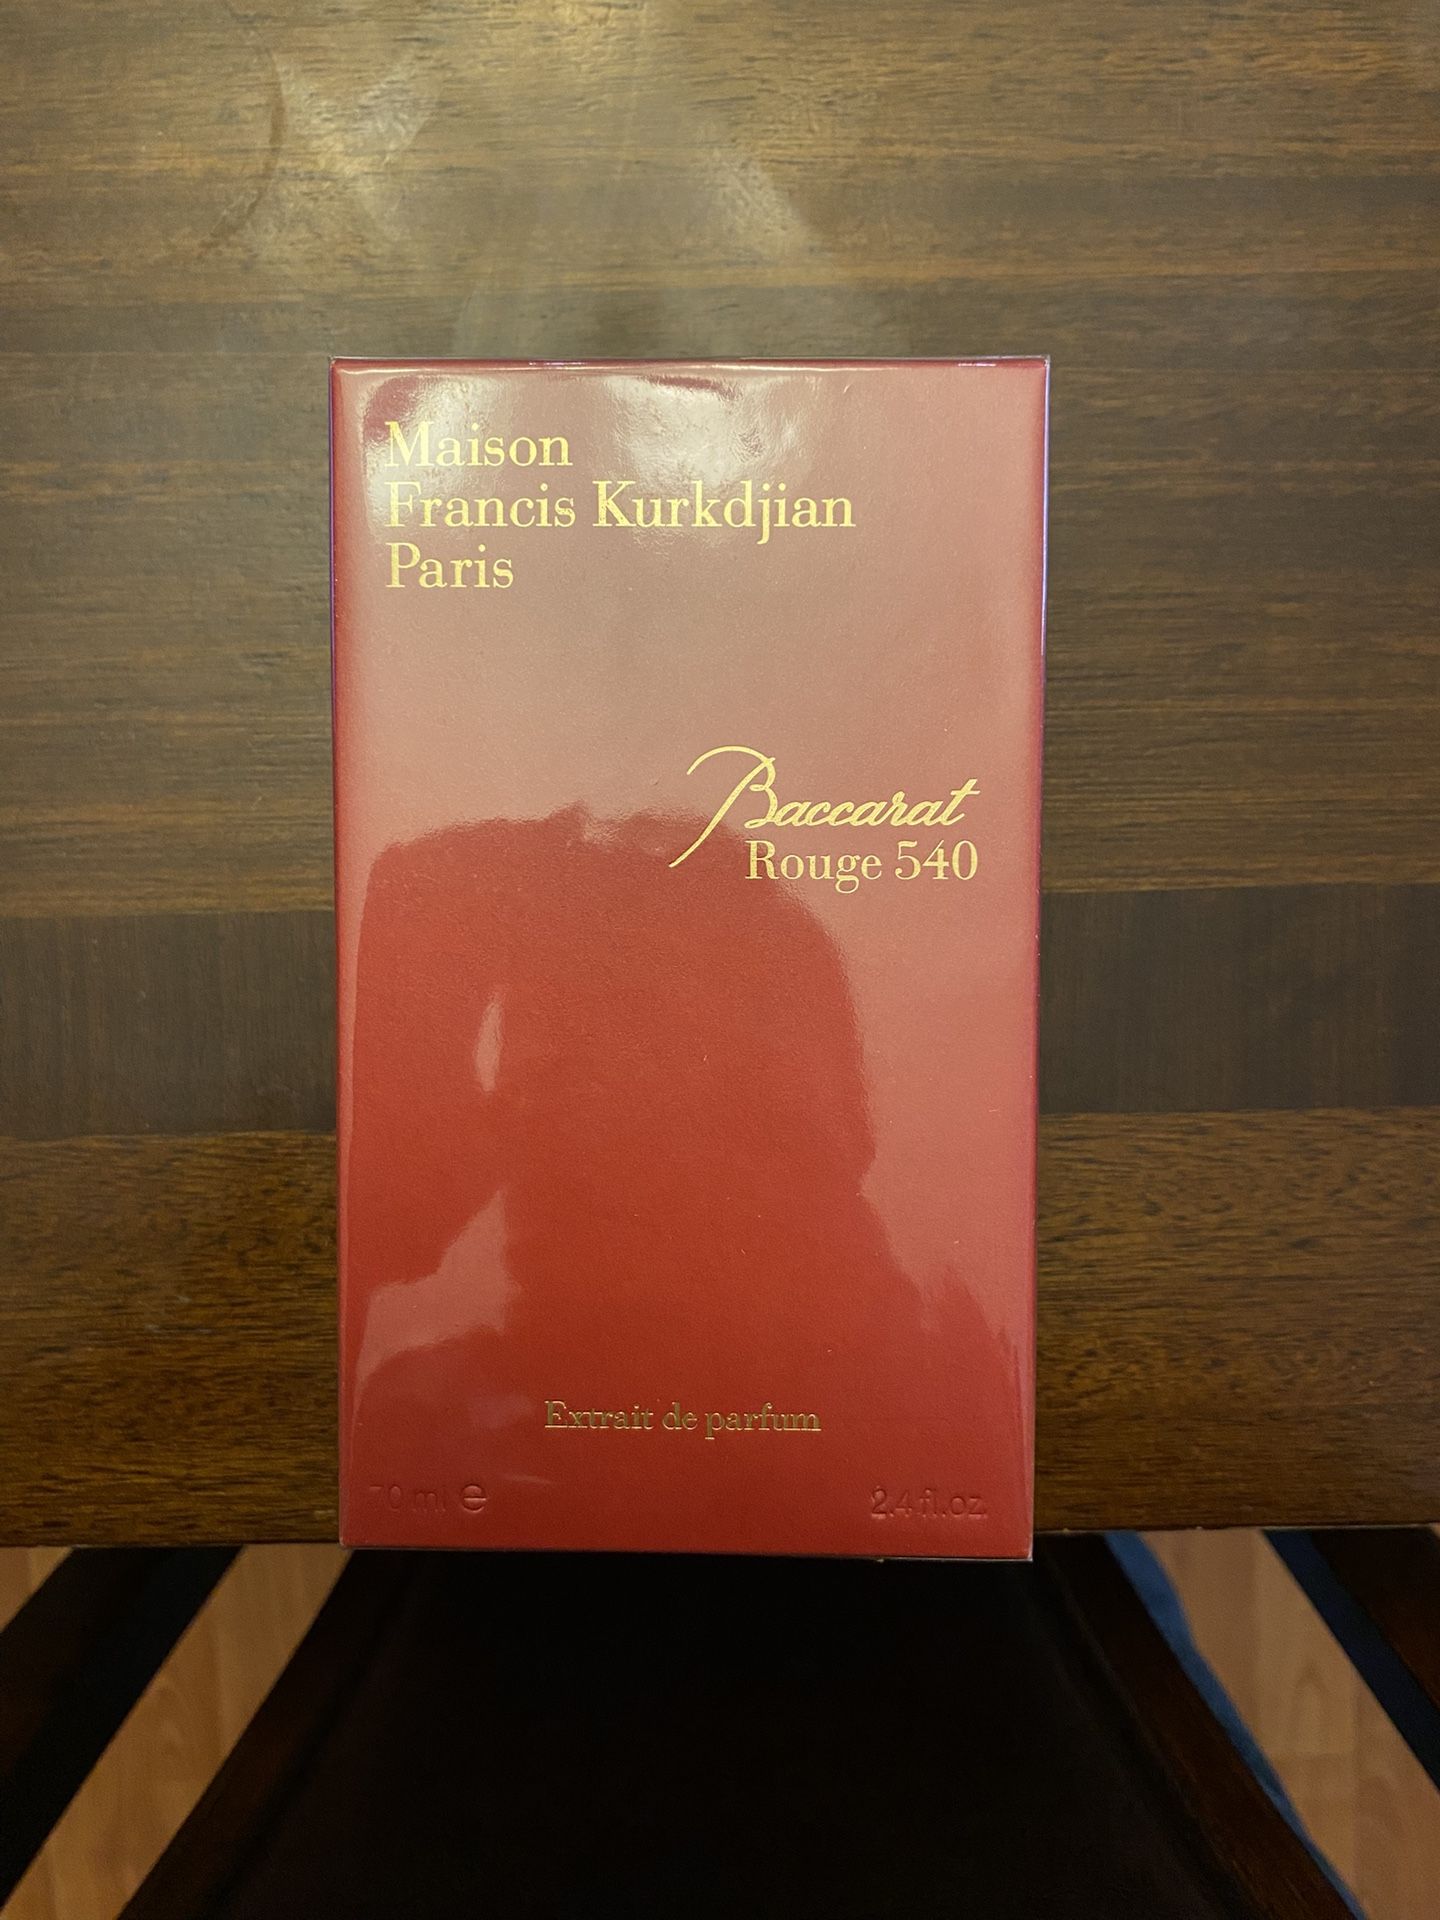 Maison
Francis Kurkdjian
Paris
Baccarat
Rouge 540
Extrait de parfum
70 ml ℮
2.4 fl.oz.